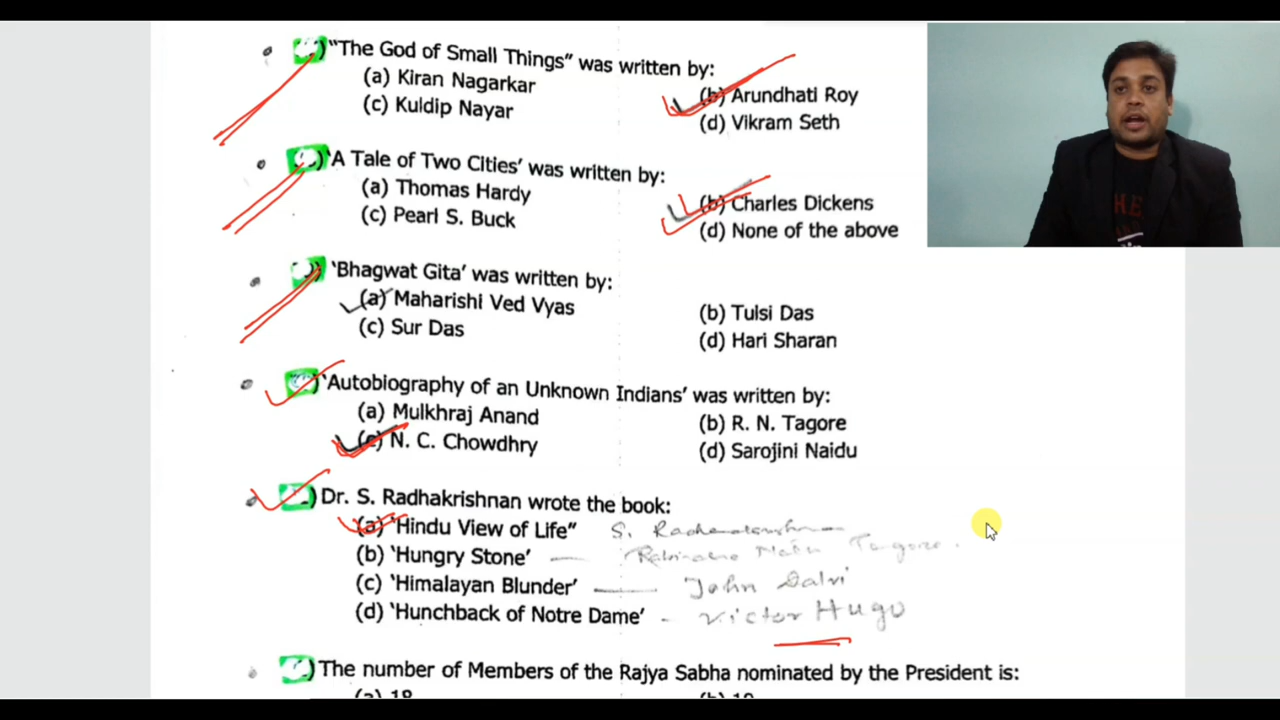 ) "The God of Small Things" was written by:
(a) Kiran Nagarkar (b) Arundhati Roy
(c) Kuldip Nayar (d) Vikram Seth
) 'A Tale of Two Cities' was written by:
(a) Thomas Hardy (b) Charles Dickens
(c) Pearl S. Buck (d) None of the above
) 'Bhagwat Gita' was written by:
(a) Maharishi Ved Vyas (b) Tulsi Das
(c) Sur Das (d) Hari Sharan
) 'Autobiography of an Unknown Indians' was written by:
(a) Mulkhraj Anand (b) R. N. Tagore
(c) N. C. Chowdhry (d) Sarojini Naidu
) Dr. S. Radhakrishnan wrote the book:
(a) 'Hindu View of Life" S.
(b) 'Hungry Stone' — Tagore.
(c) 'Himalayan Blunder' — John Dalvi
(d) 'Hunchback of Notre Dame' - Victor Hugo
) The number of Members of the Rajya Sabha nominated by the President is:
(a) 18